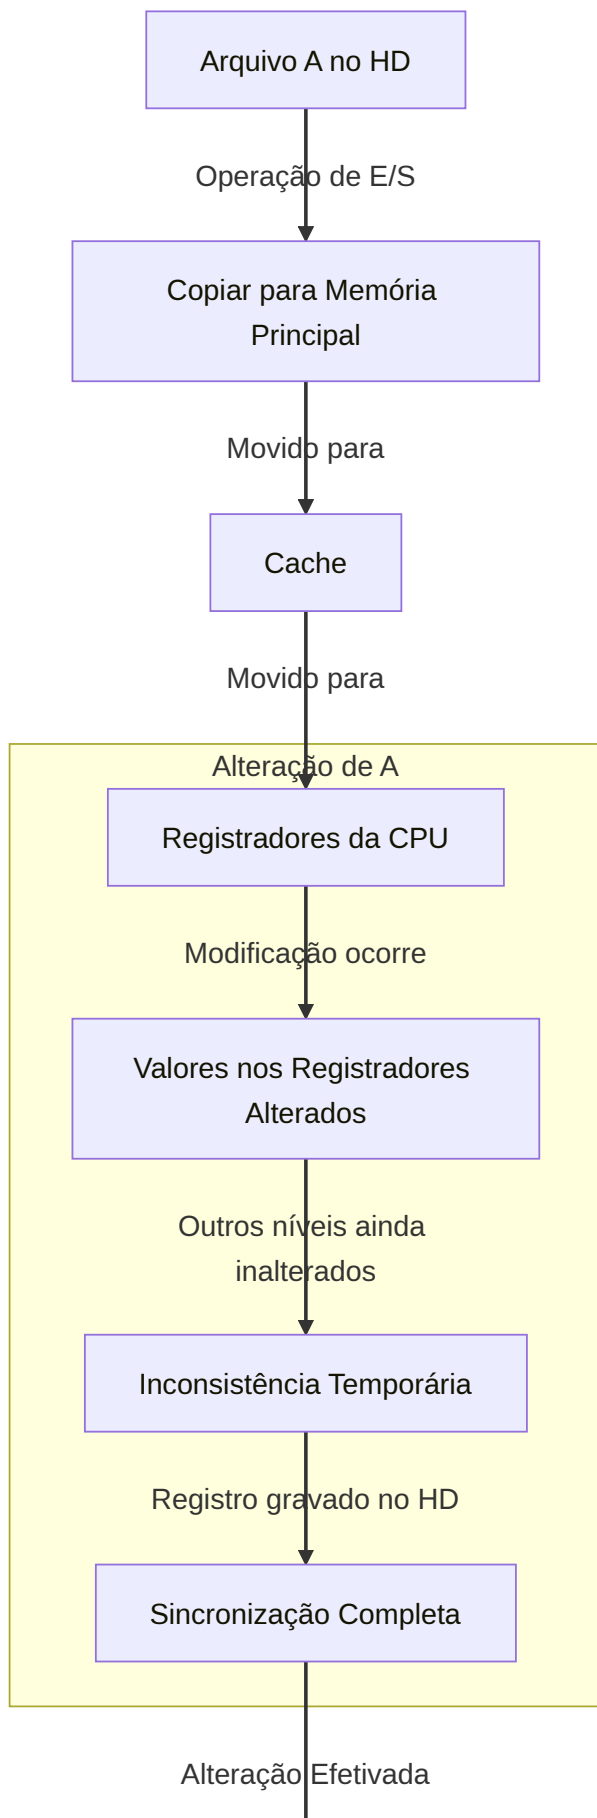 Arquivo A no HD
Operação de E/S
Copiar para Memória
Principal
Movido para
Cache
Movido para
Alteração de A
Registradores da CPU
Modificação ocorre
Valores nos Registradores
Alterados
Outros níveis ainda
inalterados
Inconsistência Temporária
Registro gravado no HD
Sincronização Completa
Alteração Efetivada